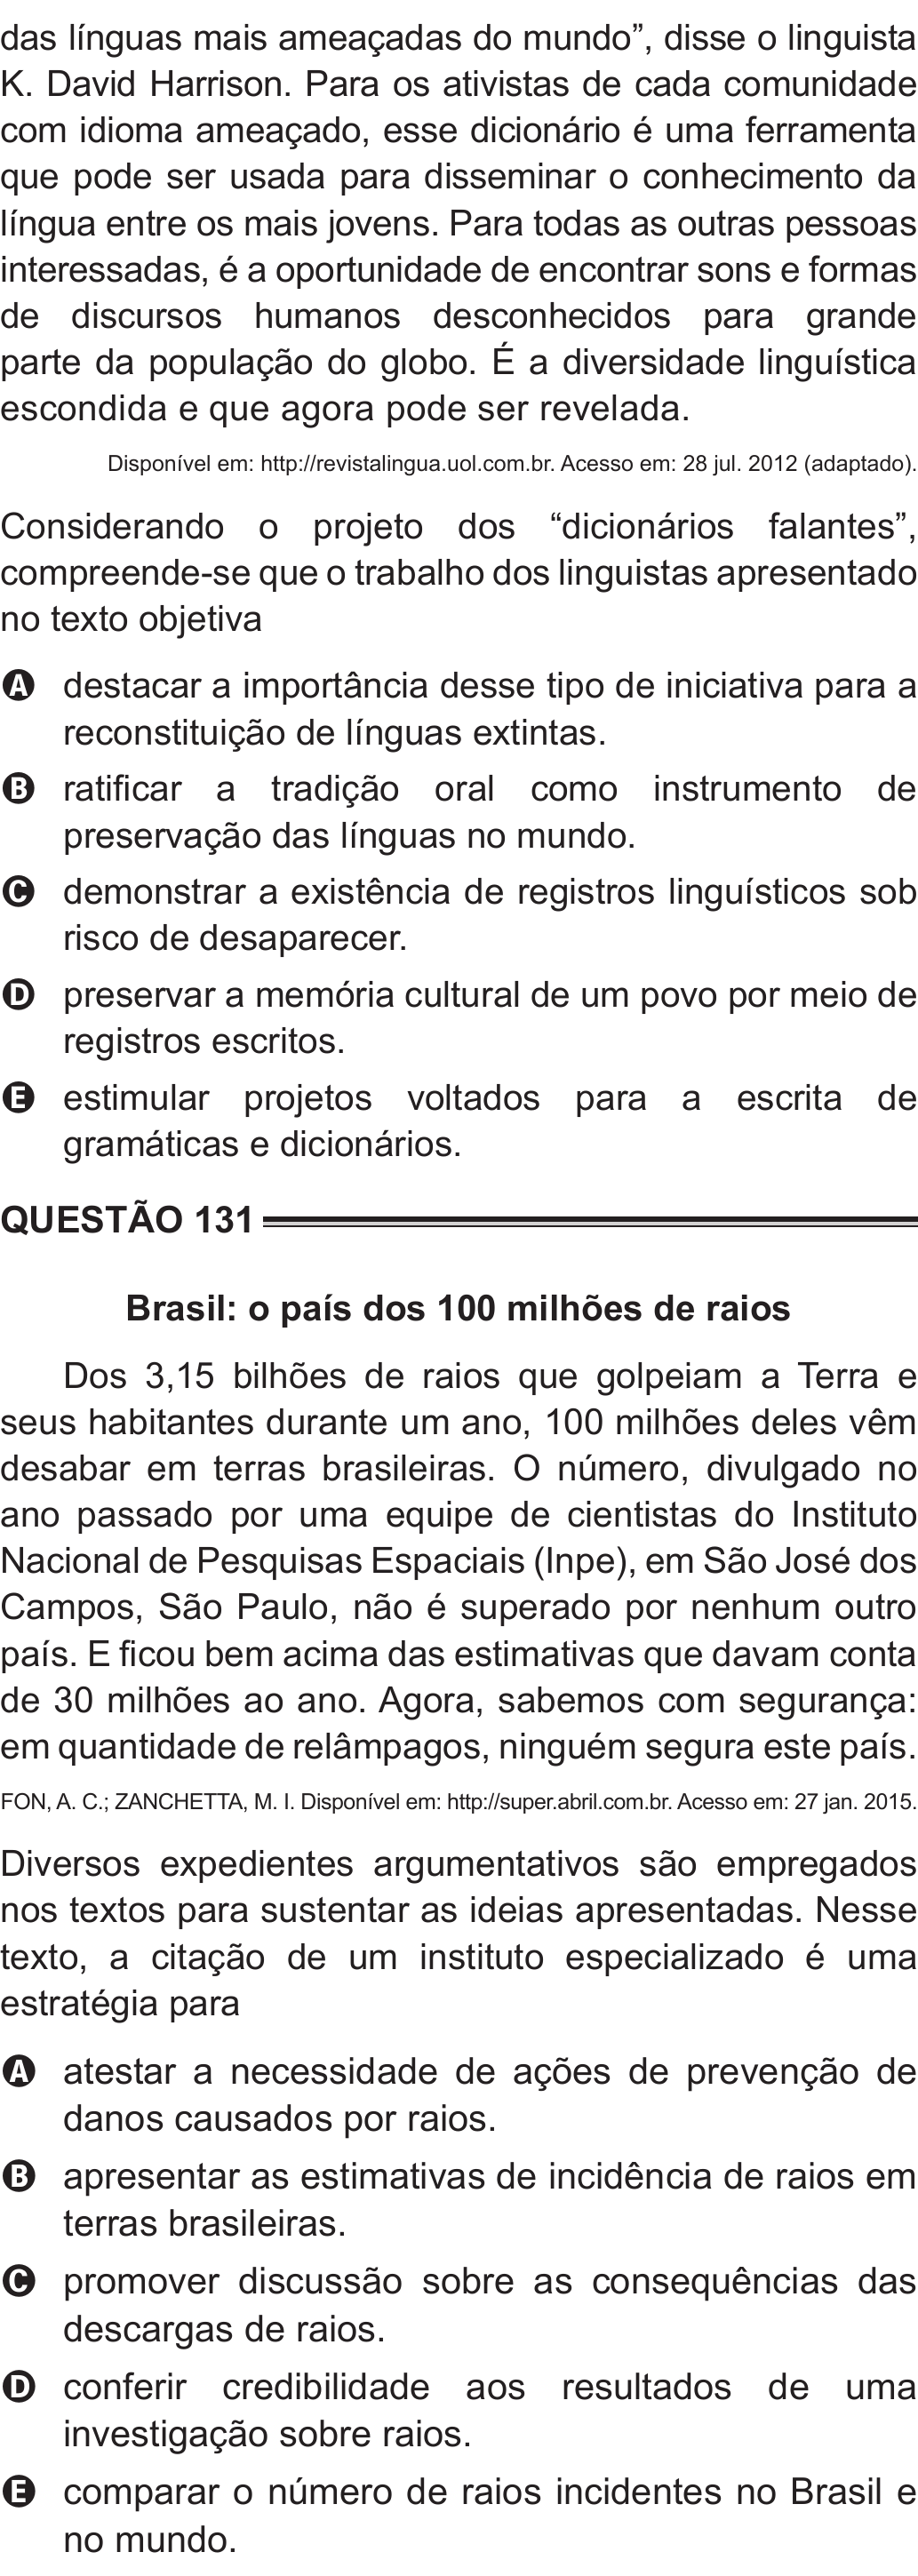 das línguas mais ameaçadas do mundo”, disse o linguista
K. David Harrison. Para os ativistas de cada comunidade
com idioma ameaçado, esse dicionário é uma ferramenta
que pode ser usada para disseminar o conhecimento da
língua entre os mais jovens. Para todas as outras pessoas
interessadas, é a oportunidade de encontrar sons e formas
de discursos humanos desconhecidos para grande
parte da população do globo. É a diversidade linguística
escondida e que agora pode ser revelada.
Disponível em: http://revistalingua.uol.com.br. Acesso em: 28 jul. 2012 (adaptado).
Considerando o projeto dos “dicionários falantes”,
compreende-se que o trabalho dos linguistas apresentado
no texto objetiva
A destacar a importância desse tipo de iniciativa para a
reconstituição de línguas extintas.
B ratificar a tradição oral como instrumento de
preservação das línguas no mundo.
C demonstrar a existência de registros linguísticos sob
risco de desaparecer.
D preservar a memória cultural de um povo por meio de
registros escritos.
E estimular projetos voltados para a escrita de
gramáticas e dicionários.
QUESTÃO 131
Brasil: o país dos 100 milhões de raios
Dos 3,15 bilhões de raios que golpeiam a Terra e
seus habitantes durante um ano, 100 milhões deles vêm
desabar em terras brasileiras. O número, divulgado no
ano passado por uma equipe de cientistas do Instituto
Nacional de Pesquisas Espaciais (Inpe), em São José dos
Campos, São Paulo, não é superado por nenhum outro
país. E ficou bem acima das estimativas que davam conta
de 30 milhões ao ano. Agora, sabemos com segurança:
em quantidade de relâmpagos, ninguém segura este país.
FON, A. C.; ZANCHETTA, M. I. Disponível em: http://super.abril.com.br. Acesso em: 27 jan. 2015.
Diversos expedientes argumentativos são empregados
nos textos para sustentar as ideias apresentadas. Nesse
texto, a citação de um instituto especializado é uma
estratégia para
A atestar a necessidade de ações de prevenção de
danos causados por raios.
B apresentar as estimativas de incidência de raios em
terras brasileiras.
C promover discussão sobre as consequências das
descargas de raios.
D conferir credibilidade aos resultados de uma
investigação sobre raios.
E comparar o número de raios incidentes no Brasil e
no mundo.